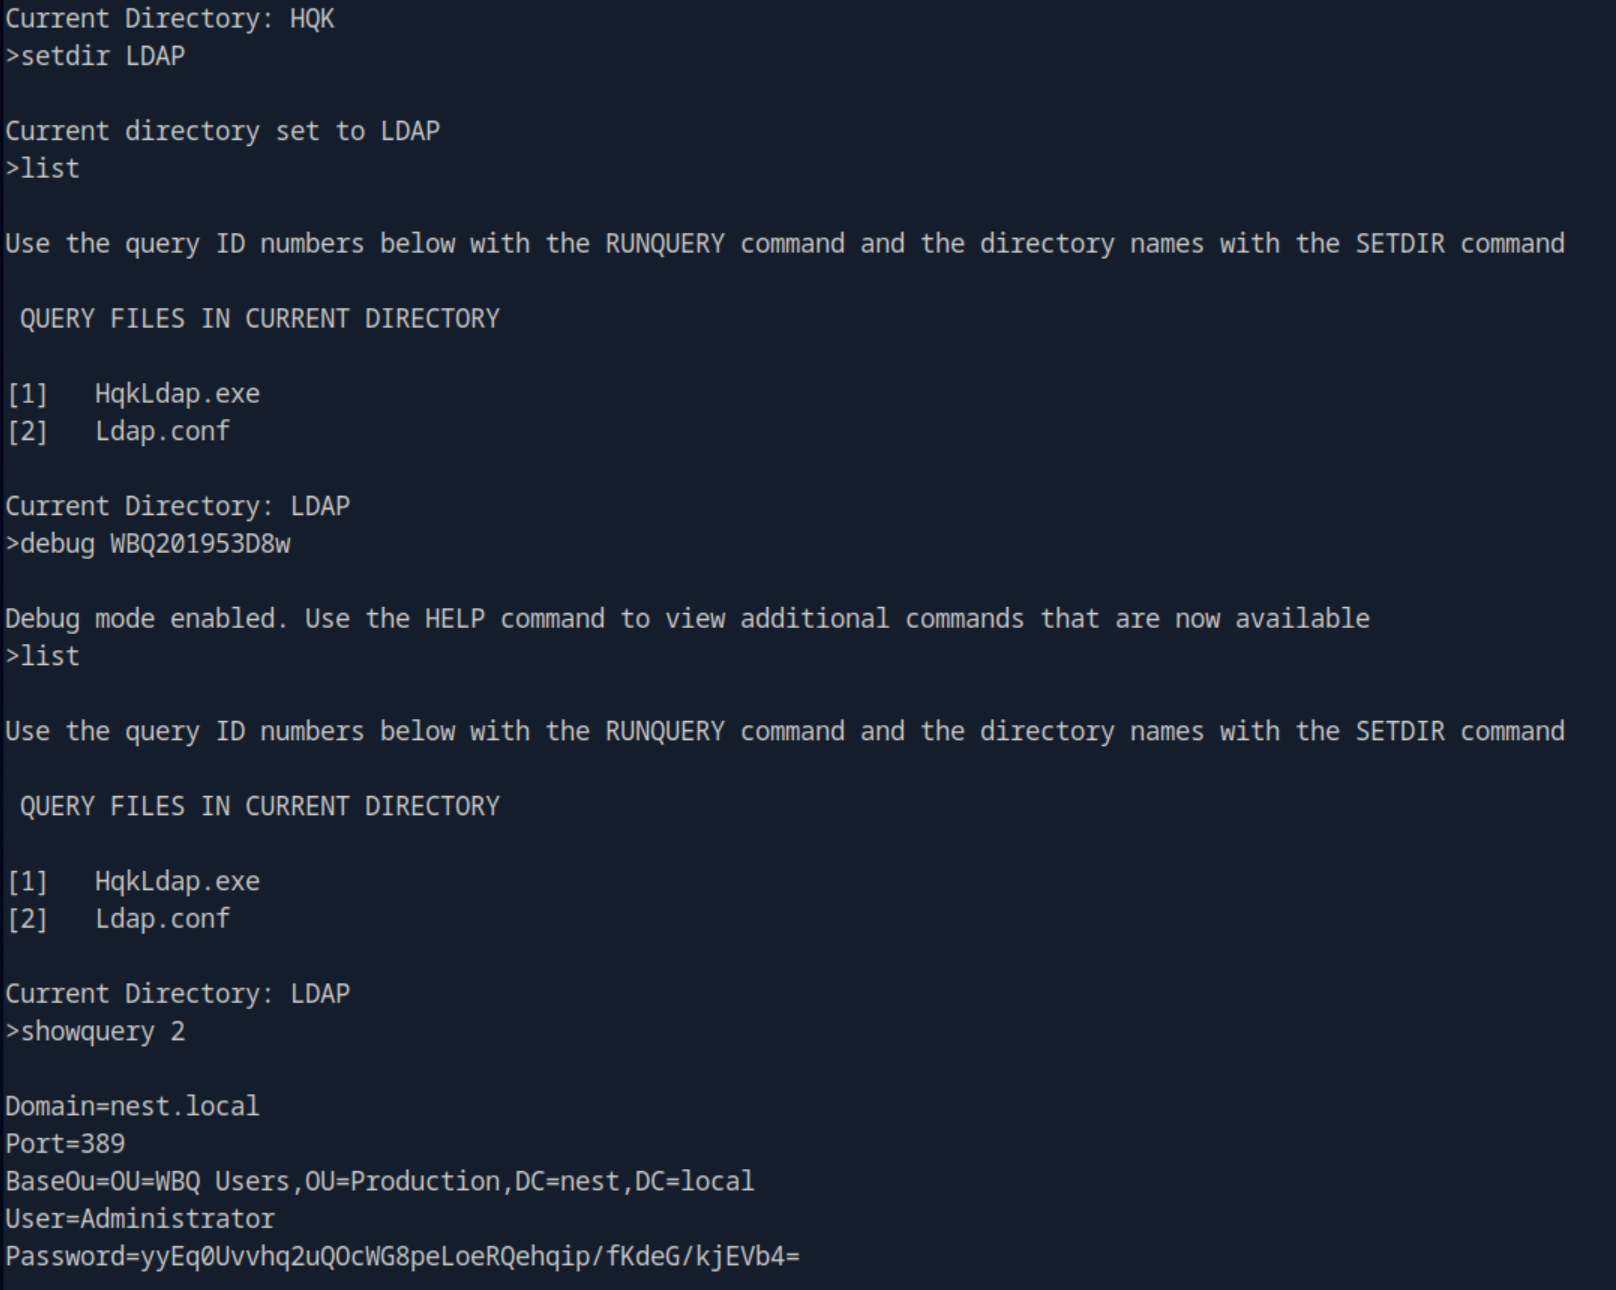 Current Directory: HQK
>setdir LDAP
Current directory set to LDAP
>list
Use the query ID numbers below with the RUNQUERY command and the directory names with the SETDIR command
QUERY FILES IN CURRENT DIRECTORY
[1]   HqkLdap.exe
[2]   Ldap.conf
Current Directory: LDAP
>debug WBQ201953D8w
Debug mode enabled. Use the HELP command to view additional commands that are now available
>list
Use the query ID numbers below with the RUNQUERY command and the directory names with the SETDIR command
QUERY FILES IN CURRENT DIRECTORY
[1]   HqkLdap.exe
[2]   Ldap.conf
Current Directory: LDAP
>showquery 2
Domain=nest.local
Port=389
BaseOu=OU=WBQ Users,OU=Production,DC=nest,DC=local
User=Administrator
Password=yyEq0Uvvhq2uQOcWG8peLoeRQehqip/fKdeG/kjEVb4=